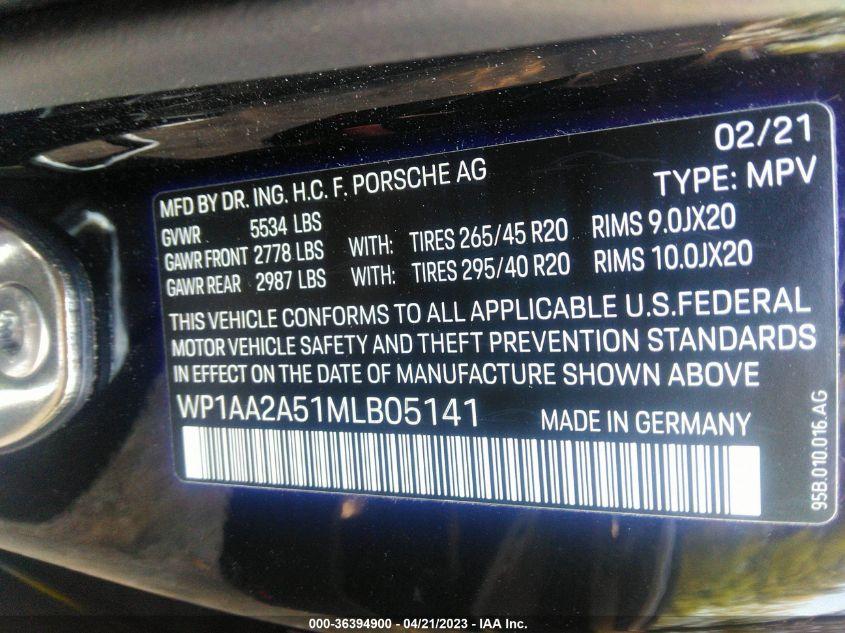 02/21
MFD BY DR. ING. H.C. F. PORSCHE AG TYPE: MPV
GVWR 5534 LBS
GAWR FRONT 2778 LBS WITH: TIRES 265/45 R20 RIMS 9.0JX20
GAWR REAR 2987 LBS WITH: TIRES 295/40 R20 RIMS 10.0JX20
THIS VEHICLE CONFORMS TO ALL APPLICABLE U.S.FEDERAL
MOTOR VEHICLE SAFETY AND THEFT PREVENTION STANDARDS
IN EFFECT ON THE DATE OF MANUFACTURE SHOWN ABOVE
WP1AA2A51MLB05141 MADE IN GERMANY
95B.010.016.AG
000-36394900 - 04/21/2023 - IAA Inc.